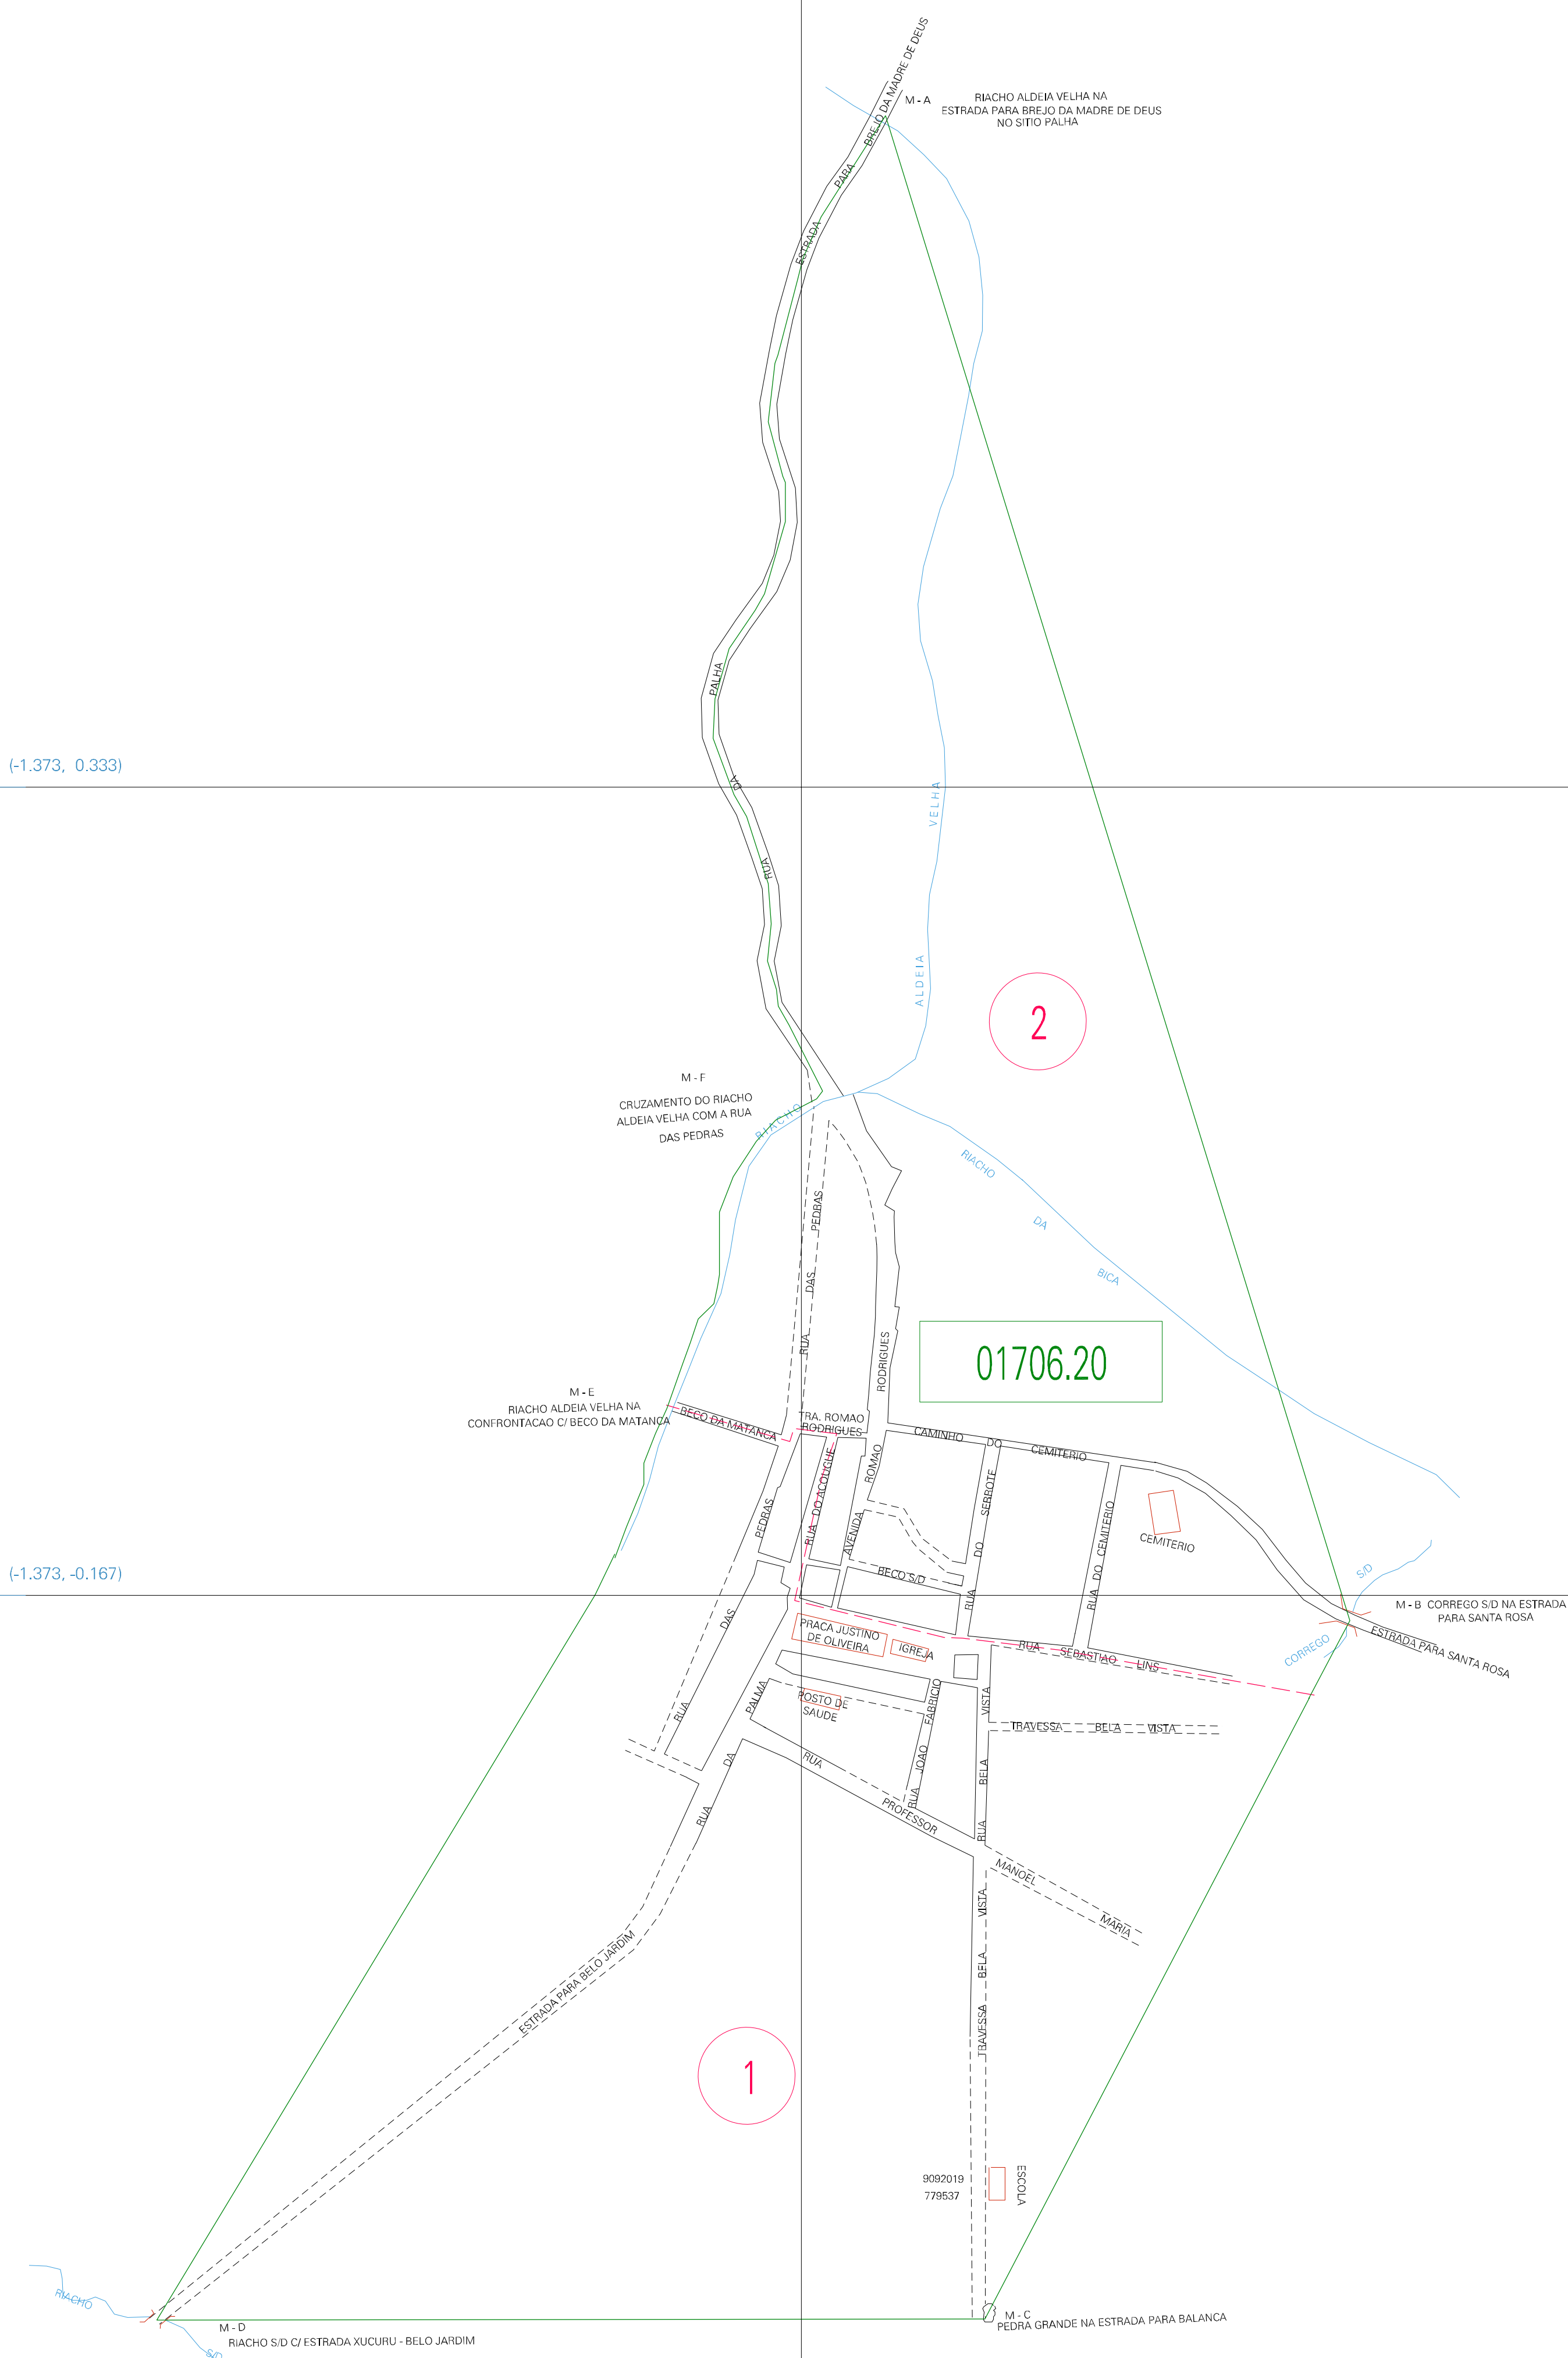 ESTRADA PARA BREJO DA MADRE DE DEUS
M - A
RIACHO ALDEIA VELHA NA
ESTRADA PARA BREJO DA MADRE DE DEUS
NO SITIO PALHA
RUA DA PALHA
(-1.373, 0.333)
ALDEIA VELHA
2
M - F
CRUZAMENTO DO RIACHO
ALDEIA VELHA COM A RUA
DAS PEDRAS
RIACHO
RIACHO DA BICA
RUA DAS PEDRAS
RODRIGUES
01706.20
M - E
RIACHO ALDEIA VELHA NA
CONFRONTACAO C/ BECO DA MATANCA
BECO DA MATANCA
TRA. ROMAO
RODRIGUES
CAMINHO DO CEMITERIO
AVENIDA ROMAO
RUA DO ACOUGUE
RUA DO SERROTE
RUA DO CEMITERIO
CEMITERIO
BECO S/D
(-1.373, -0.167)
S/D
CORREGO
M - B CORREGO S/D NA ESTRADA
PARA SANTA ROSA
ESTRADA PARA SANTA ROSA
RUA DAS PEDRAS
PRACA JUSTINO
DE OLIVEIRA
IGREJA
RUA SEBASTIAO LINS
POSTO DE
SAUDE
RUA DA PALMA
RUA JOAO FABRICIO
RUA BELA VISTA
TRAVESSA BELA VISTA
RUA PROFESSOR MANOEL MARIA
TRAVESSA BELA VISTA
ESTRADA PARA BELO JARDIM
1
9092019
779537
ESCOLA
RIACHO
S/D
M - D
RIACHO S/D C/ ESTRADA XUCURU - BELO JARDIM
M - C
PEDRA GRANDE NA ESTRADA PARA BALANCA